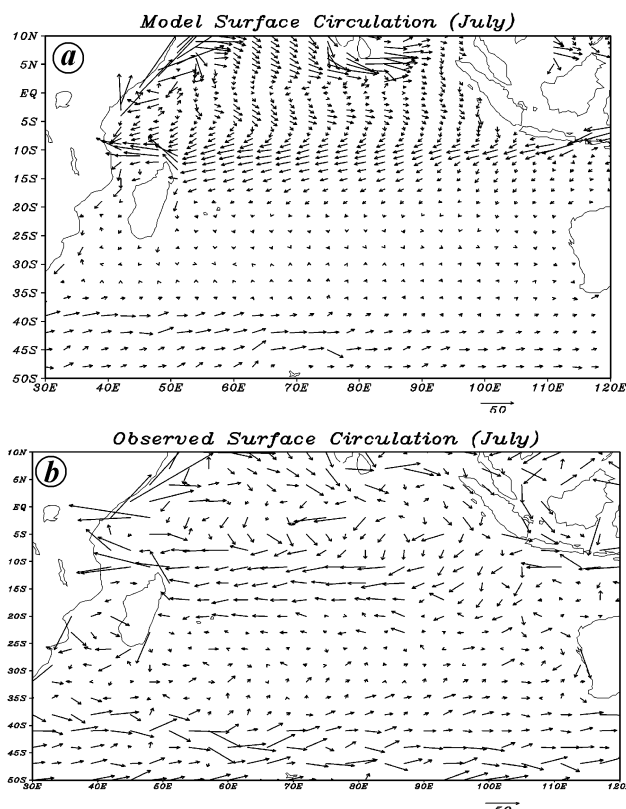 Model Surface Circulation (July)
a
10N
5N
EQ
5S
10S
15S
20S
25S
30S
35S
40S
45S
50S
30E 40E 50E 60E 70E 80E 90E 100E 110E 120E
50
Observed Surface Circulation (July)
b
10N
5N
EQ
5S
10S
15S
20S
25S
30S
35S
40S
45S
50S
30E 40E 50E 60E 70E 80E 90E 100E 110E 120